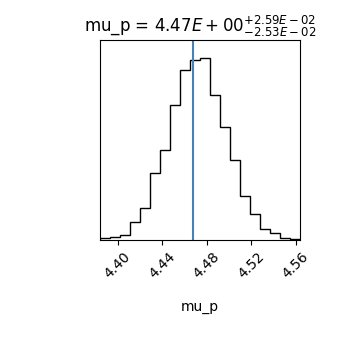 mu_p = 4.47E + 00^{+2.59E − 02}_{−2.53E − 02}
4.40 4.44 4.48 4.52 4.56
mu_p